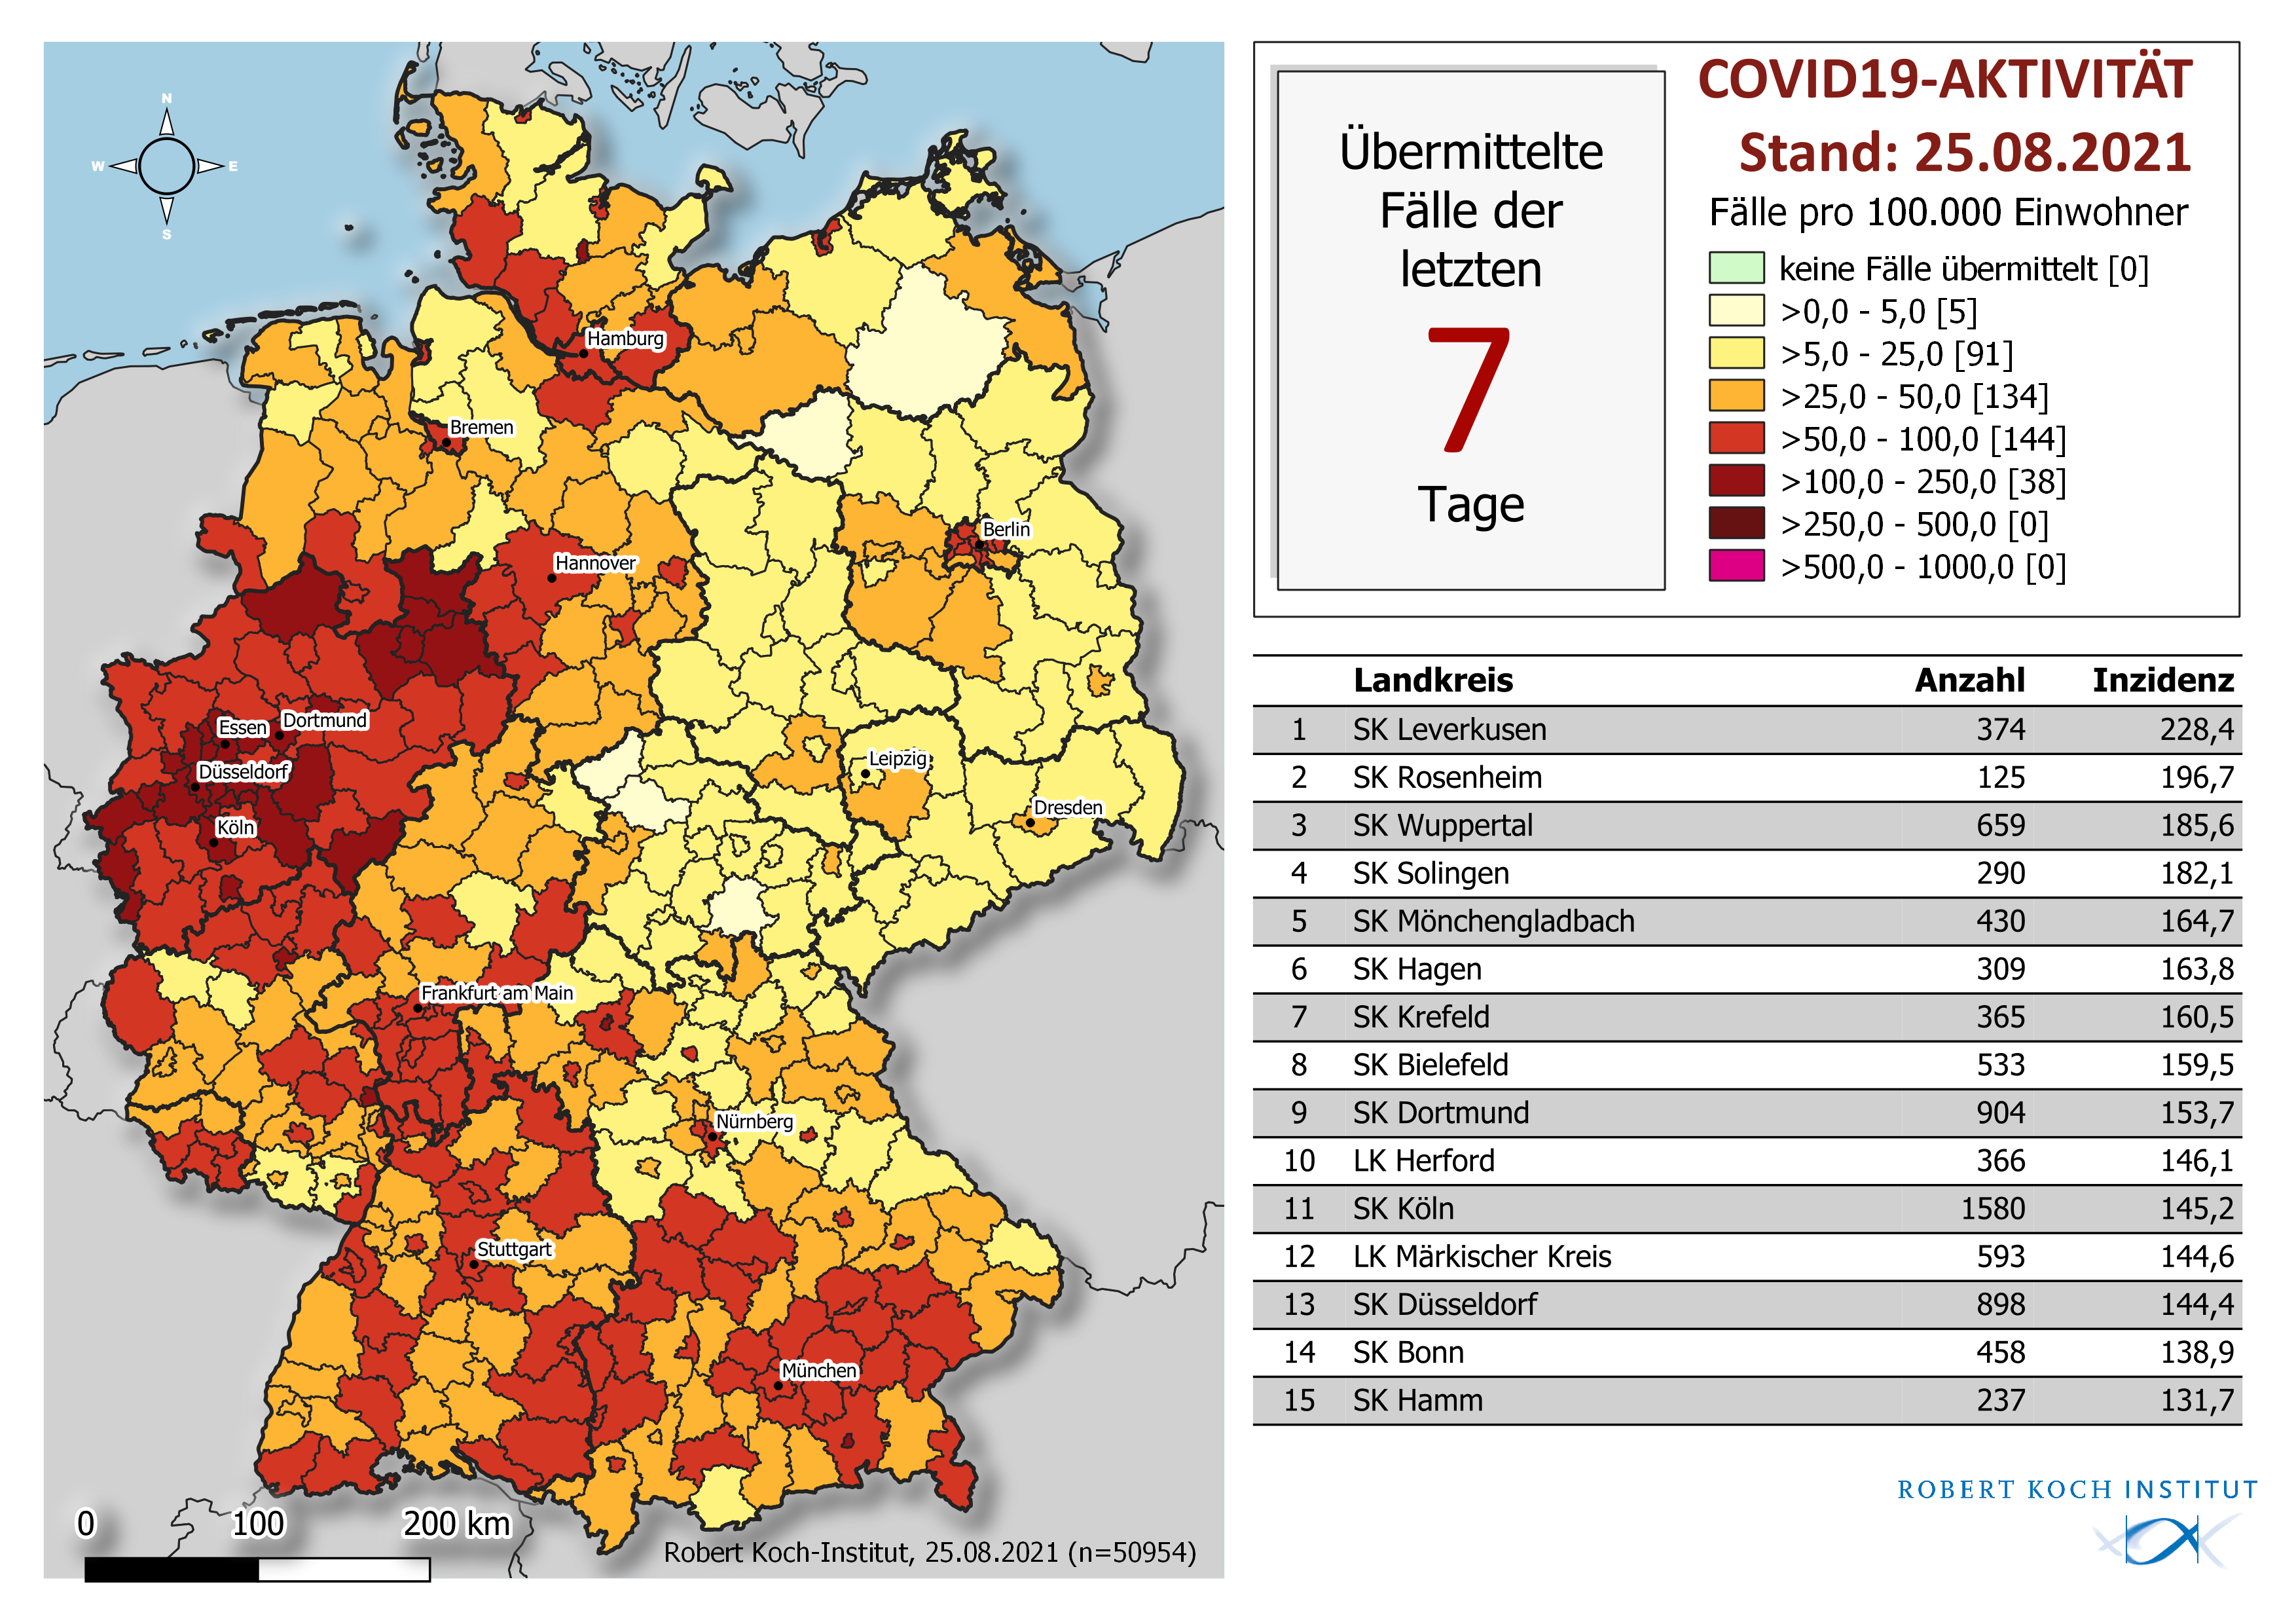 N
W
E
S
Hamburg
Bremen
Berlin
Hannover
Essen
Dortmund
Düsseldorf
Leipzig
Dresden
Köln
Frankfurt am Main
Nürnberg
Stuttgart
München
0 100 200 km
Robert Koch-Institut, 25.08.2021 (n=50954)
Übermittelte
Fälle der
letzten
7
Tage
COVID19-AKTIVITÄT
Stand: 25.08.2021
Fälle pro 100.000 Einwohner
keine Fälle übermittelt [0]
>0,0 - 5,0 [5]
>5,0 - 25,0 [91]
>25,0 - 50,0 [134]
>50,0 - 100,0 [144]
>100,0 - 250,0 [38]
>250,0 - 500,0 [0]
>500,0 - 1000,0 [0]
Landkreis Anzahl Inzidenz
1 SK Leverkusen 374 228,4
2 SK Rosenheim 125 196,7
3 SK Wuppertal 659 185,6
4 SK Solingen 290 182,1
5 SK Mönchengladbach 430 164,7
6 SK Hagen 309 163,8
7 SK Krefeld 365 160,5
8 SK Bielefeld 533 159,5
9 SK Dortmund 904 153,7
10 LK Herford 366 146,1
11 SK Köln 1580 145,2
12 LK Märkischer Kreis 593 144,6
13 SK Düsseldorf 898 144,4
14 SK Bonn 458 138,9
15 SK Hamm 237 131,7
ROBERT KOCH INSTITUT